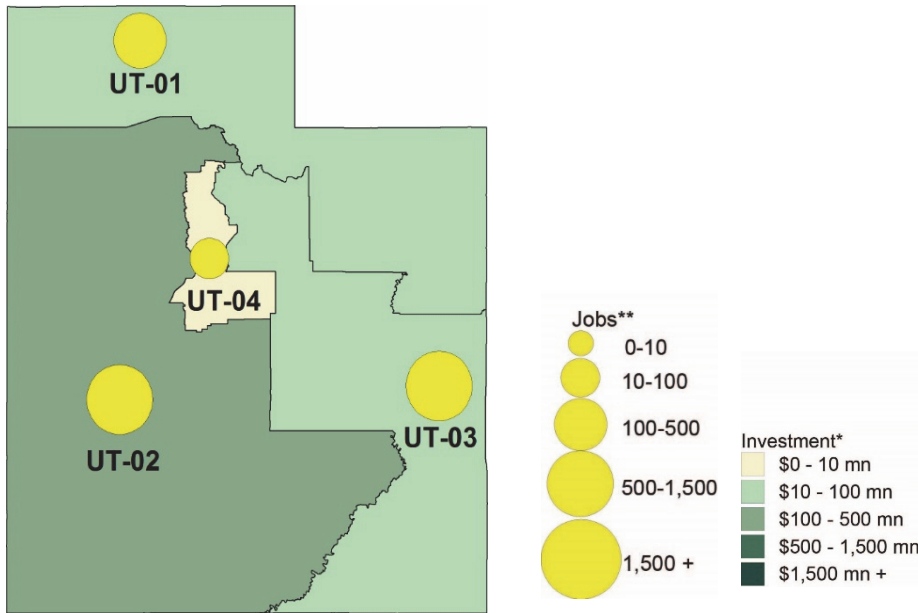 UT-01
UT-04
UT-02
UT-03
Jobs**
0-10
10-100
100-500
500-1,500
1,500 +
Investment*
$0 - 10 mn
$10 - 100 mn
$100 - 500 mn
$500 - 1,500 mn
$1,500 mn +